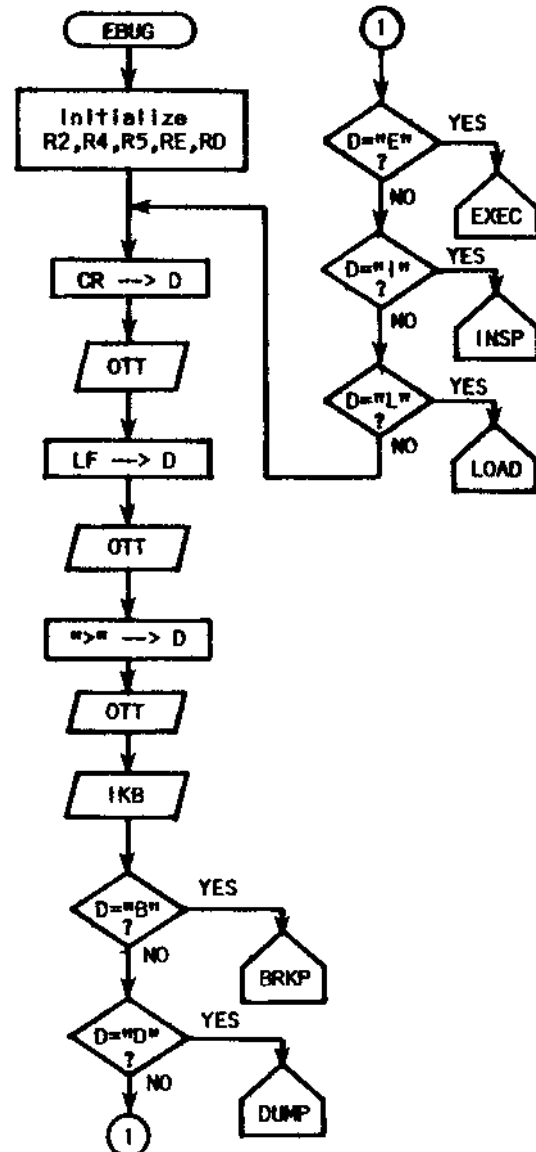 EBUG
Initialize
R2,R4,R5,RE,RD
CR ---> D
OTT
LF ---> D
OTT
">" ---> D
OTT
IKB
D="B"
?
YES
NO
BRKP
D="D"
?
YES
NO
DUMP
1
1
D="E"
?
YES
NO
EXEC
D="I"
?
YES
NO
INSP
D="L"
?
YES
NO
LOAD